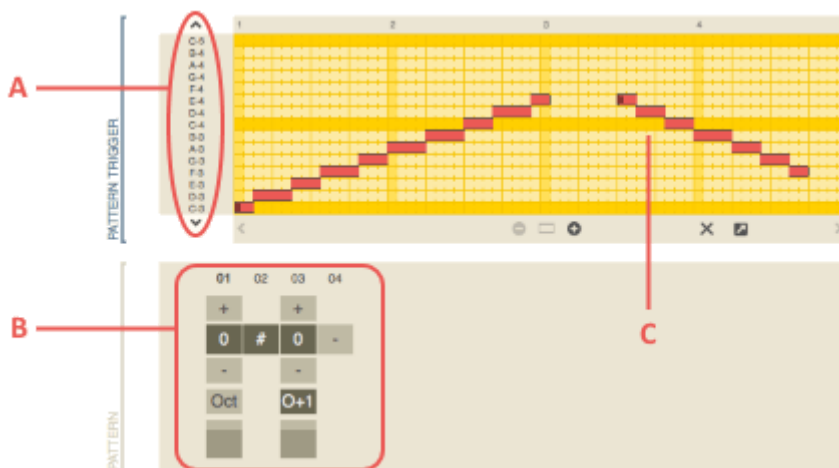 1 2 3 4
C-5
B-4
A-4
G-4
F-4
E-4
D-4
C-4
B-3
A-3
G-3
F-3
E-3
D-3
C-3
A
PATTERN TRIGGER
C
01 02 03 04
+ +
0 # 0 -
- -
Oct O+1
B
PATTERN